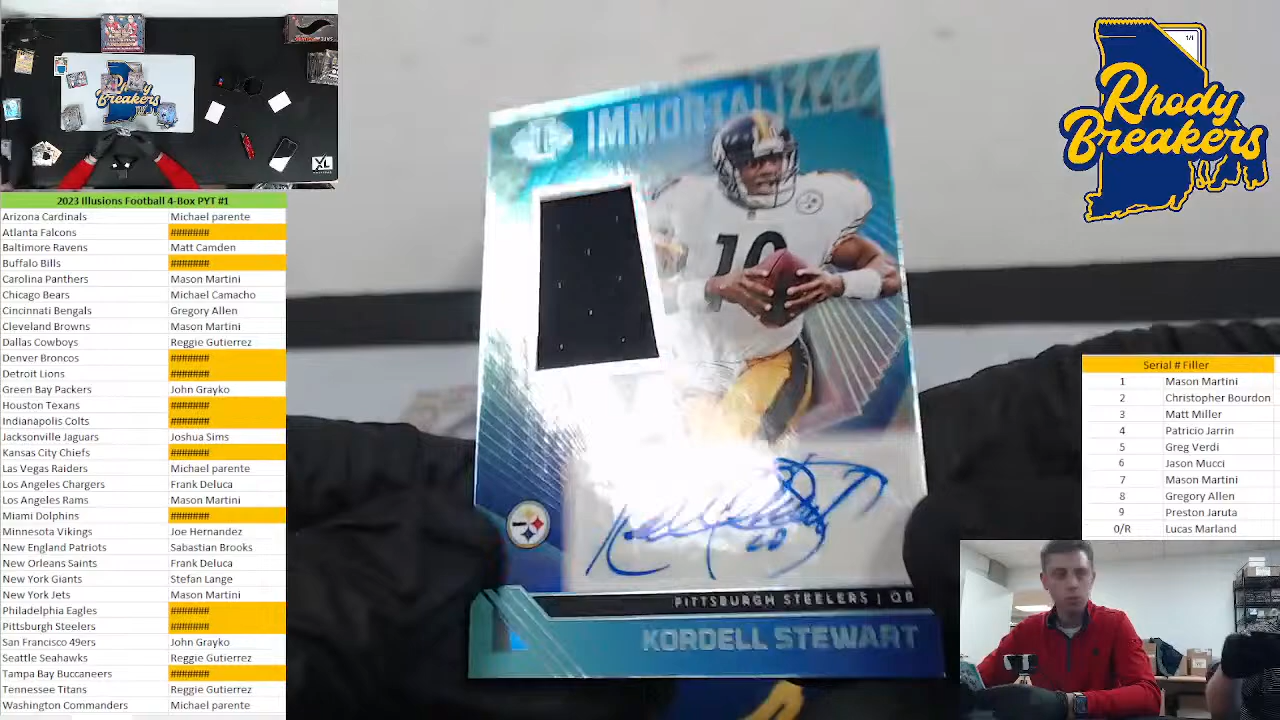 XL
2023 Illusions Football 4-Box PYT #1
Arizona Cardinals Michael parente
Atlanta Falcons #######
Baltimore Ravens Matt Camden
Buffalo Bills #######
Carolina Panthers Mason Martini
Chicago Bears Michael Camacho
Cincinnati Bengals Gregory Allen
Cleveland Browns Mason Martini
Dallas Cowboys Reggie Gutierrez
Denver Broncos #######
Detroit Lions #######
Green Bay Packers John Grayko
Houston Texans #######
Indianapolis Colts #######
Jacksonville Jaguars Joshua Sims
Kansas City Chiefs #######
Las Vegas Raiders Michael parente
Los Angeles Chargers Frank Deluca
Los Angeles Rams Mason Martini
Miami Dolphins #######
Minnesota Vikings Joe Hernandez
New England Patriots Sabastian Brooks
New Orleans Saints Frank Deluca
New York Giants Stefan Lange
New York Jets Mason Martini
Philadelphia Eagles #######
Pittsburgh Steelers #######
San Francisco 49ers John Grayko
Seattle Seahawks Reggie Gutierrez
Tampa Bay Buccaneers #######
Tennessee Titans Reggie Gutierrez
Washington Commanders Michael parente
IMMORTALIZED
10
PITTSBURGH STEELERS | QB
KORDELL STEWART
1/1
Rhody
Breakers
Serial # Filler
1 Mason Martini
2 Christopher Bourdon
3 Matt Miller
4 Patricio Jarrin
5 Greg Verdi
6 Jason Mucci
7 Mason Martini
8 Gregory Allen
9 Preston Jaruta
0/R Lucas Marland
Rhody
Breakers